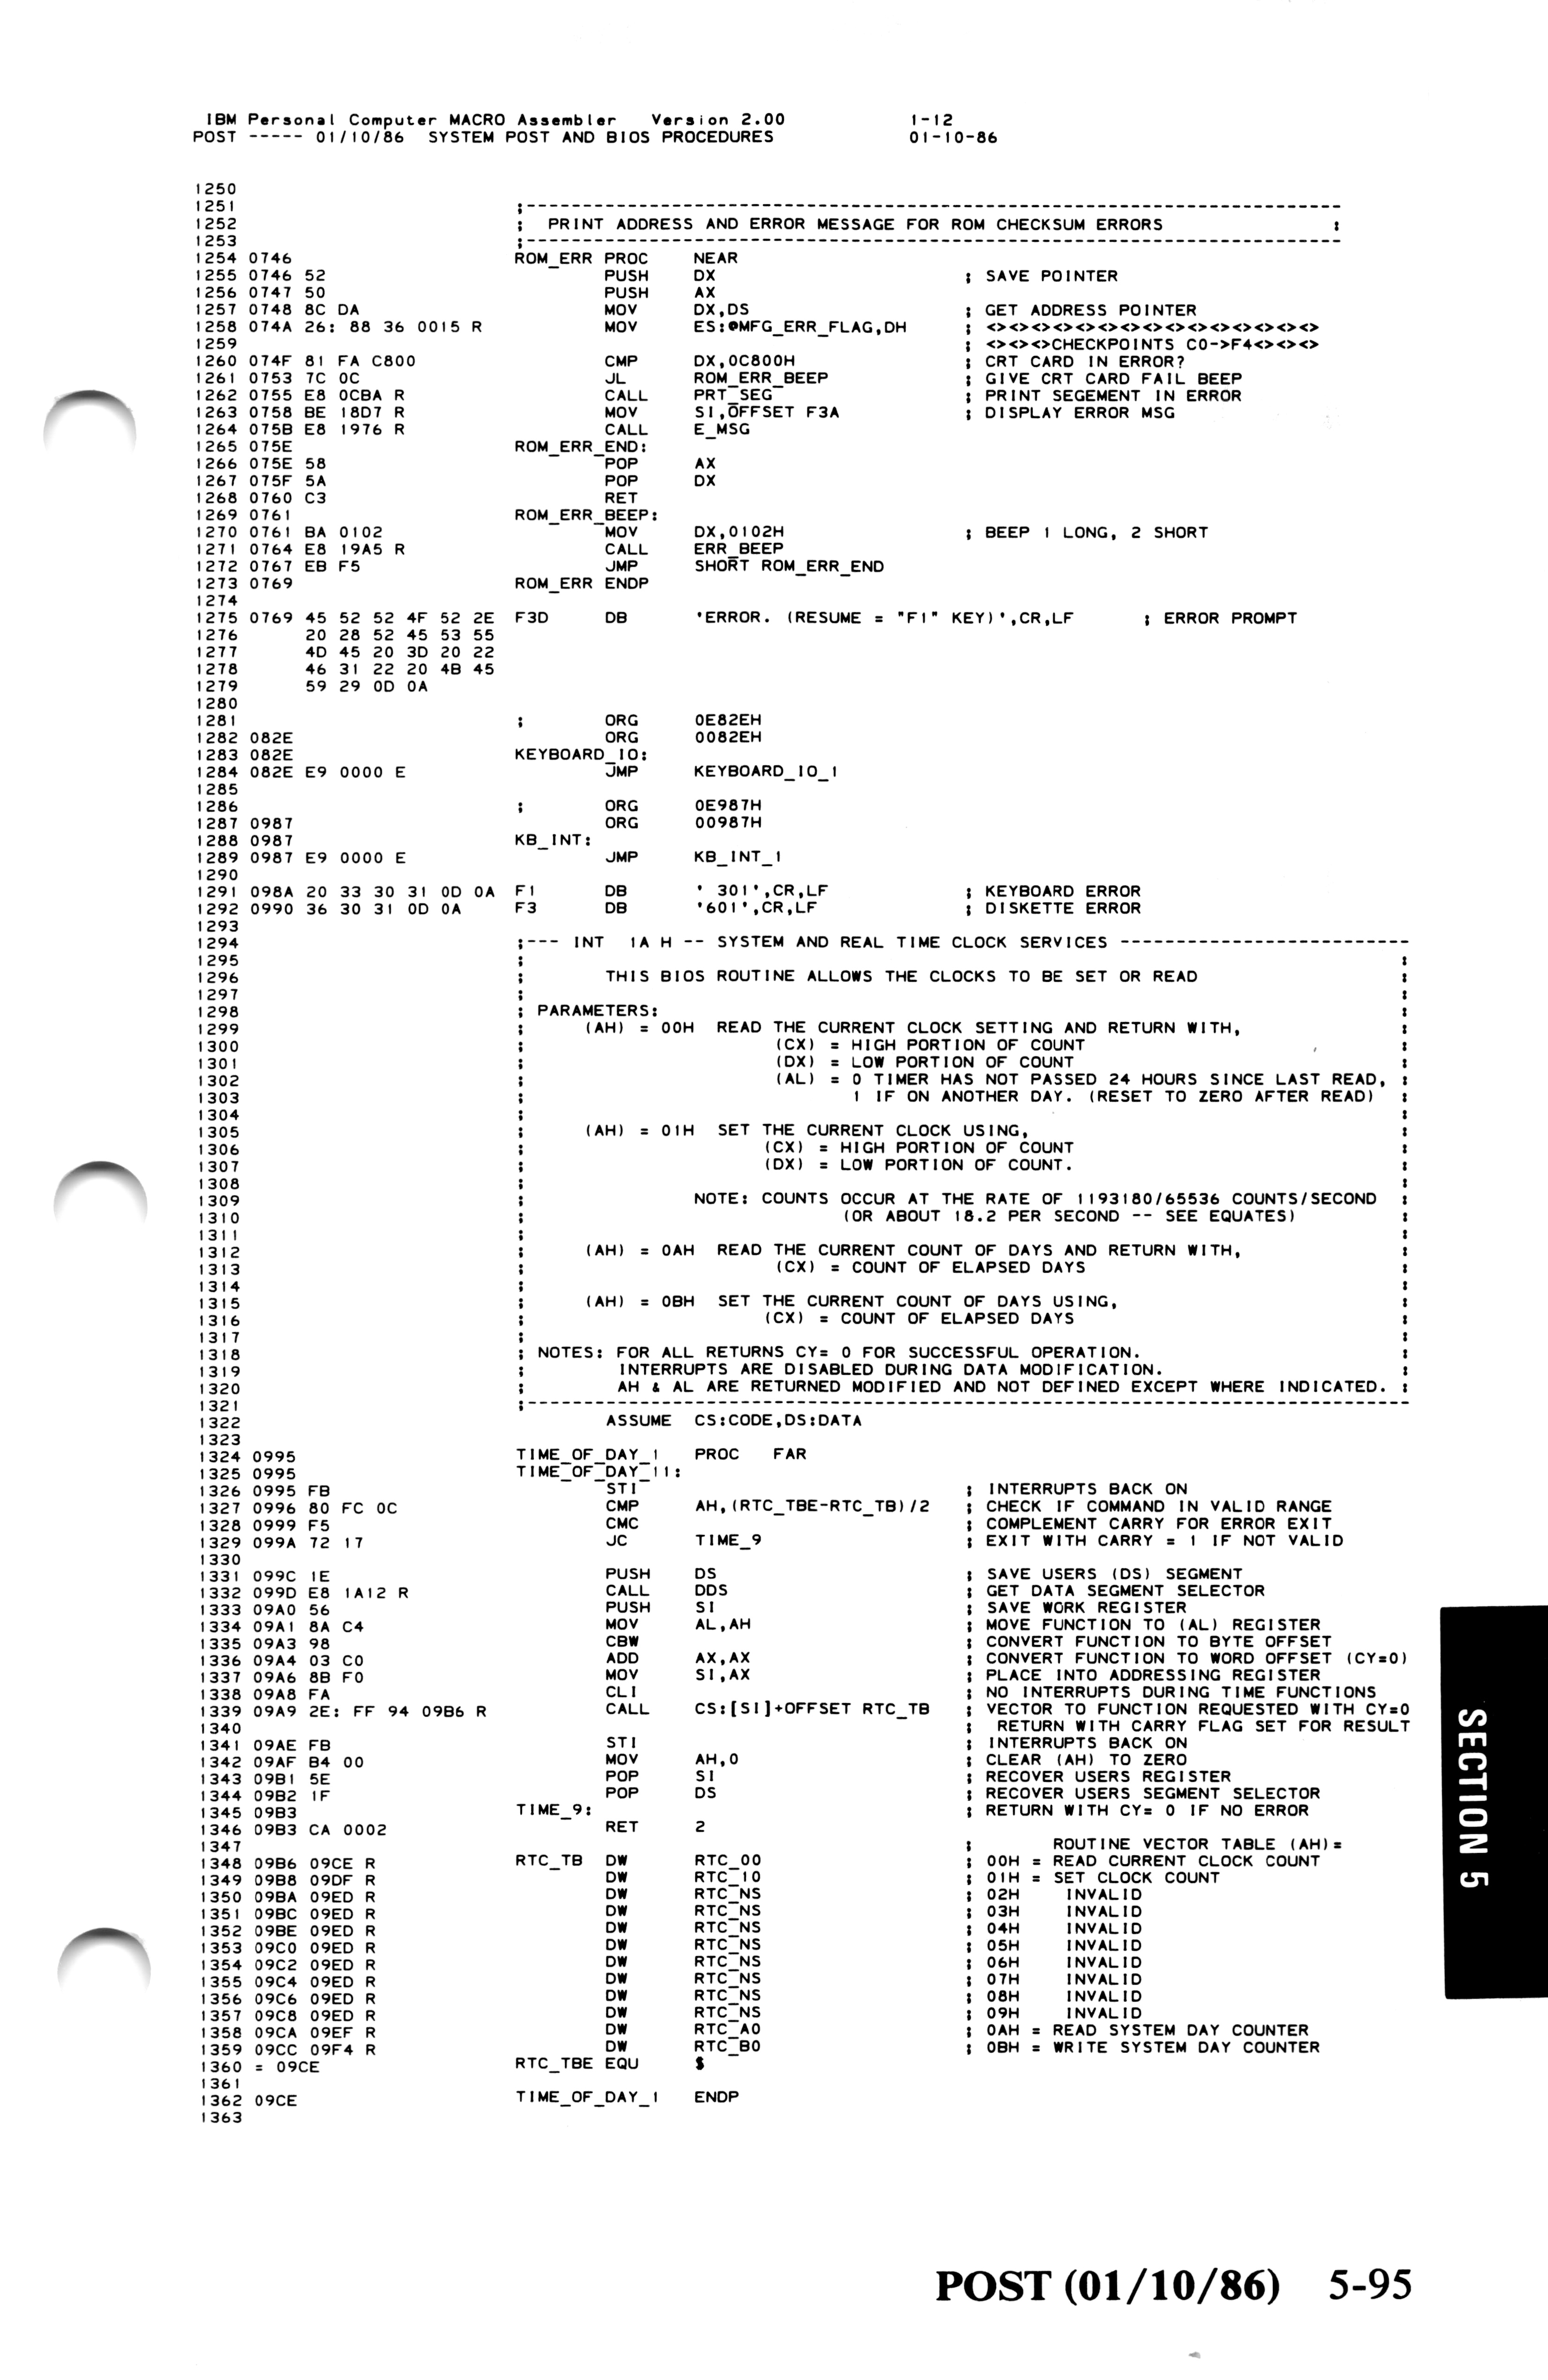 IBM Personal Computer MACRO Assembler   Version 2.00             1-12
POST ----- 01/10/86  SYSTEM POST AND BIOS PROCEDURES             01-10-86
1250
1251                 ;-----------------------------------------------------------------------
1252                 ;  PRINT ADDRESS AND ERROR MESSAGE FOR ROM CHECKSUM ERRORS              :
1253                 ;-----------------------------------------------------------------------
1254 0746            ROM_ERR PROC    NEAR
1255 0746 52                 PUSH    DX                      ; SAVE POINTER
1256 0747 50                 PUSH    AX
1257 0748 8C DA              MOV     DX,DS                   ; GET ADDRESS POINTER
1258 074A 26: 88 36 0015 R   MOV     ES:@MFG_ERR_FLAG,DH     ; <><><><><><><><><><><><><><><>
1259                                                         ; <><><>CHECKPOINTS C0->F4<><><>
1260 074F 81 FA C800         CMP     DX,0C800H               ; CRT CARD IN ERROR?
1261 0753 7C 0C              JL      ROM_ERR_BEEP            ; GIVE CRT CARD FAIL BEEP
1262 0755 E8 0CBA R          CALL    PRT_SEG                 ; PRINT SEGEMENT IN ERROR
1263 0758 BE 18D7 R          MOV     SI,OFFSET F3A           ; DISPLAY ERROR MSG
1264 075B E8 1976 R          CALL    E_MSG
1265 075E            ROM_ERR_END:
1266 075E 58                 POP     AX
1267 075F 5A                 POP     DX
1268 0760 C3                 RET
1269 0761            ROM_ERR_BEEP:
1270 0761 BA 0102            MOV     DX,0102H                ; BEEP 1 LONG, 2 SHORT
1271 0764 E8 19A5 R          CALL    ERR_BEEP
1272 0767 EB F5              JMP     SHORT ROM_ERR_END
1273 0769            ROM_ERR ENDP
1274
1275 0769 45 52 52 4F 52 2E  F3D     DB      'ERROR. (RESUME = "F1" KEY)',CR,LF      ; ERROR PROMPT
1276      20 28 52 45 53 55
1277      4D 45 20 3D 20 22
1278      46 31 22 20 4B 45
1279      59 29 0D 0A
1280
1281                 ;       ORG     0E82EH
1282 082E                    ORG     0082EH
1283 082E            KEYBOARD_IO:
1284 082E E9 0000 E          JMP     KEYBOARD_IO_1
1285
1286                 ;       ORG     0E987H
1287 0987                    ORG     00987H
1288 0987            KB_INT:
1289 0987 E9 0000 E          JMP     KB_INT_1
1290
1291 098A 20 33 30 31 0D 0A  F1      DB      ' 301',CR,LF            ; KEYBOARD ERROR
1292 0990 36 30 31 0D 0A     F3      DB      '601',CR,LF             ; DISKETTE ERROR
1293
1294                 ;--- INT  1A H -- SYSTEM AND REAL TIME CLOCK SERVICES --------------------------
1295                 ;                                                                              :
1296                 ;       THIS BIOS ROUTINE ALLOWS THE CLOCKS TO BE SET OR READ                  :
1297                 ;                                                                              :
1298                 ; PARAMETERS:                                                                  :
1299                 ;     (AH) = 00H  READ THE CURRENT CLOCK SETTING AND RETURN WITH,              :
1300                 ;                      (CX) = HIGH PORTION OF COUNT                            :
1301                 ;                      (DX) = LOW PORTION OF COUNT                             :
1302                 ;                      (AL) = 0 TIMER HAS NOT PASSED 24 HOURS SINCE LAST READ, :
1303                 ;                             1 IF ON ANOTHER DAY. (RESET TO ZERO AFTER READ)  :
1304                 ;                                                                              :
1305                 ;     (AH) = 01H  SET THE CURRENT CLOCK USING,                                 :
1306                 ;                     (CX) = HIGH PORTION OF COUNT                             :
1307                 ;                     (DX) = LOW PORTION OF COUNT.                             :
1308                 ;                                                                              :
1309                 ;               NOTE: COUNTS OCCUR AT THE RATE OF 1193180/65536 COUNTS/SECOND  :
1310                 ;                            (OR ABOUT 18.2 PER SECOND -- SEE EQUATES)         :
1311                 ;                                                                              :
1312                 ;     (AH) = 0AH  READ THE CURRENT COUNT OF DAYS AND RETURN WITH,              :
1313                 ;                      (CX) = COUNT OF ELAPSED DAYS                            :
1314                 ;                                                                              :
1315                 ;     (AH) = 0BH  SET THE CURRENT COUNT OF DAYS USING,                         :
1316                 ;                     (CX) = COUNT OF ELAPSED DAYS                             :
1317                 ;                                                                              :
1318                 ; NOTES: FOR ALL RETURNS CY= 0 FOR SUCCESSFUL OPERATION.                       :
1319                 ;        INTERRUPTS ARE DISABLED DURING DATA MODIFICATION.                     :
1320                 ;        AH & AL ARE RETURNED MODIFIED AND NOT DEFINED EXCEPT WHERE INDICATED. :
1321                 ;-------------------------------------------------------------------------------
1322                         ASSUME  CS:CODE,DS:DATA
1323
1324 0995            TIME_OF_DAY_1   PROC   FAR
1325 0995            TIME_OF_DAY_11:
1326 0995 FB                 STI                             ; INTERRUPTS BACK ON
1327 0996 80 FC 0C           CMP     AH,(RTC_TBE-RTC_TB)/2   ; CHECK IF COMMAND IN VALID RANGE
1328 0999 F5                 CMC                             ; COMPLEMENT CARRY FOR ERROR EXIT
1329 099A 72 17              JC      TIME_9                  ; EXIT WITH CARRY = 1 IF NOT VALID
1330
1331 099C 1E                 PUSH    DS                      ; SAVE USERS (DS) SEGMENT
1332 099D E8 1A12 R          CALL    DDS                     ; GET DATA SEGMENT SELECTOR
1333 09A0 56                 PUSH    SI                      ; SAVE WORK REGISTER
1334 09A1 8A C4              MOV     AL,AH                   ; MOVE FUNCTION TO (AL) REGISTER
1335 09A3 98                 CBW                             ; CONVERT FUNCTION TO BYTE OFFSET
1336 09A4 03 C0              ADD     AX,AX                   ; CONVERT FUNCTION TO WORD OFFSET (CY=0)
1337 09A6 8B F0              MOV     SI,AX                   ; PLACE INTO ADDRESSING REGISTER
1338 09A8 FA                 CLI                             ; NO INTERRUPTS DURING TIME FUNCTIONS
1339 09A9 2E: FF 94 09B6 R   CALL    CS:[SI]+OFFSET RTC_TB   ; VECTOR TO FUNCTION REQUESTED WITH CY=0
1340                                                         ;  RETURN WITH CARRY FLAG SET FOR RESULT
1341 09AE FB                 STI                             ; INTERRUPTS BACK ON
1342 09AF B4 00              MOV     AH,0                    ; CLEAR (AH) TO ZERO
1343 09B1 5E                 POP     SI                      ; RECOVER USERS REGISTER
1344 09B2 1F                 POP     DS                      ; RECOVER USERS SEGMENT SELECTOR
1345 09B3            TIME_9:                                 ; RETURN WITH CY= 0 IF NO ERROR
1346 09B3 CA 0002            RET     2
1347                                                         ;       ROUTINE VECTOR TABLE (AH)=
1348 09B6 09CE R     RTC_TB  DW      RTC_00                  ; 00H = READ CURRENT CLOCK COUNT
1349 09B8 09DF R             DW      RTC_10                  ; 01H = SET CLOCK COUNT
1350 09BA 09ED R             DW      RTC_NS                  ; 02H    INVALID
1351 09BC 09ED R             DW      RTC_NS                  ; 03H    INVALID
1352 09BE 09ED R             DW      RTC_NS                  ; 04H    INVALID
1353 09C0 09ED R             DW      RTC_NS                  ; 05H    INVALID
1354 09C2 09ED R             DW      RTC_NS                  ; 06H    INVALID
1355 09C4 09ED R             DW      RTC_NS                  ; 07H    INVALID
1356 09C6 09ED R             DW      RTC_NS                  ; 08H    INVALID
1357 09C8 09ED R             DW      RTC_NS                  ; 09H    INVALID
1358 09CA 09EF R             DW      RTC_A0                  ; 0AH = READ SYSTEM DAY COUNTER
1359 09CC 09F4 R             DW      RTC_B0                  ; 0BH = WRITE SYSTEM DAY COUNTER
1360 = 09CE          RTC_TBE EQU     $
1361
1362 09CE            TIME_OF_DAY_1   ENDP
1363
SECTION 5
POST (01/10/86)   5-95